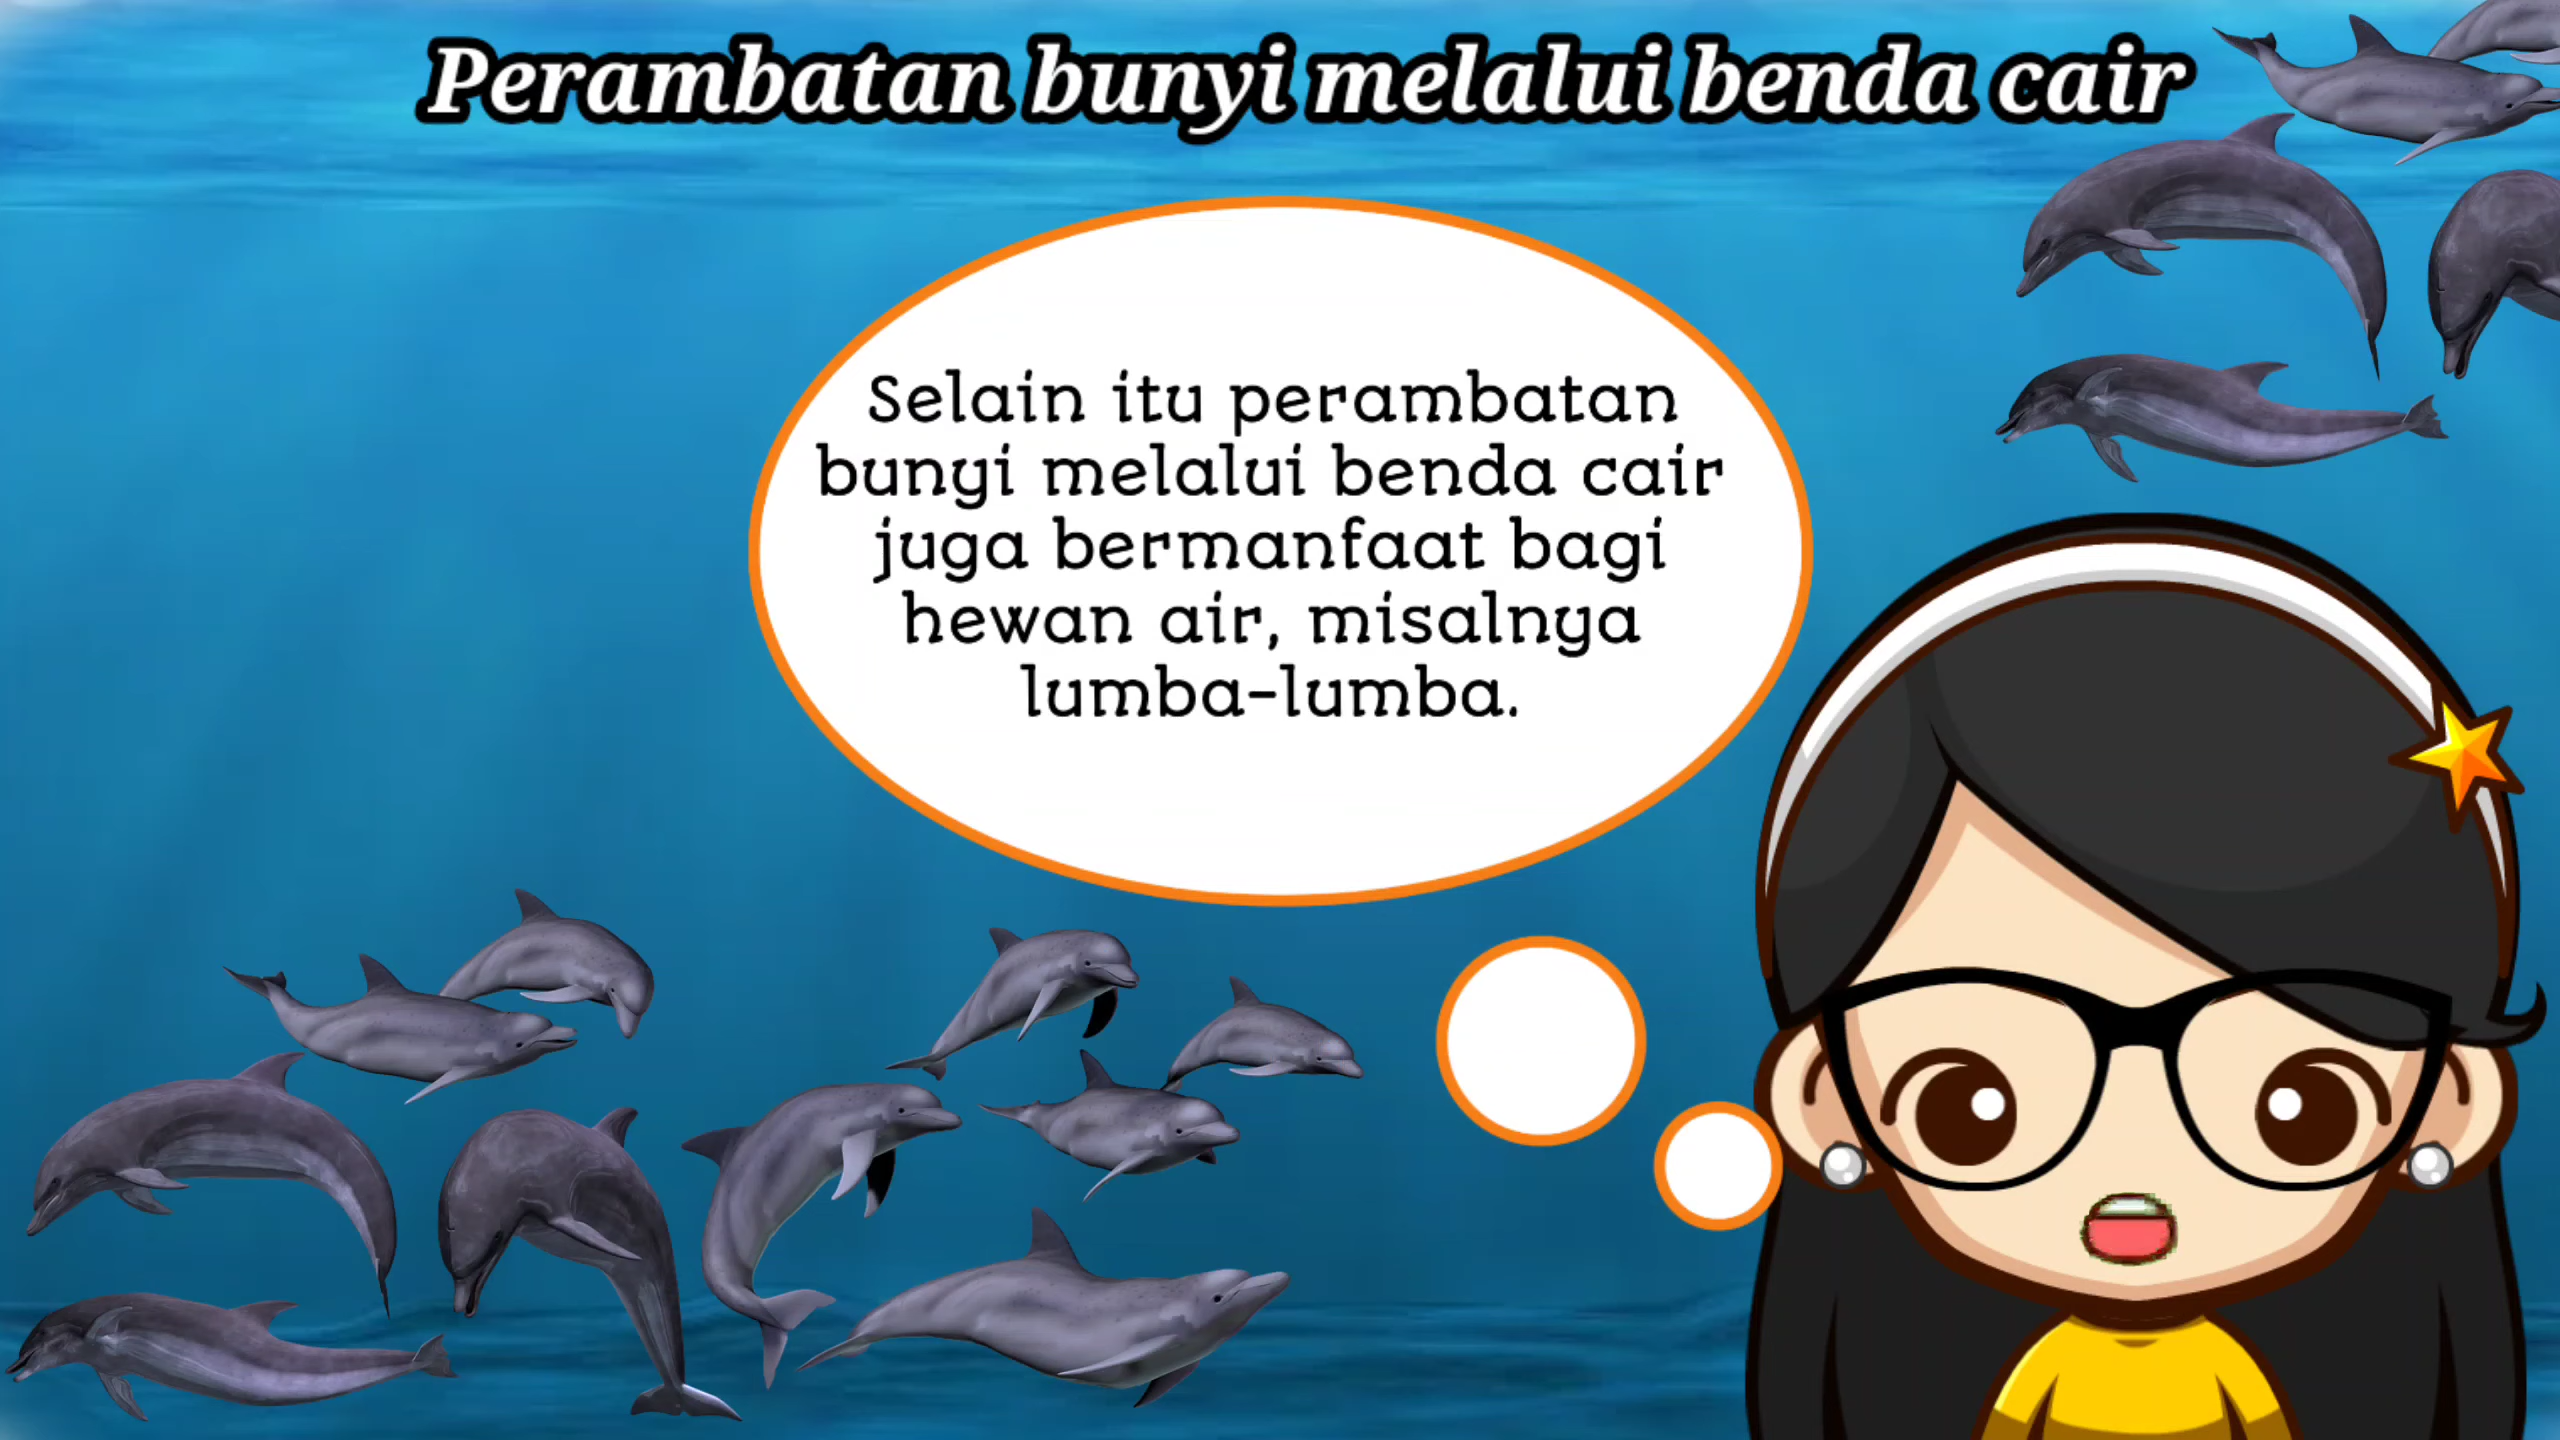 Perambatan bunyi melalui benda cair
Selain itu perambatan
bunyi melalui benda cair
juga bermanfaat bagi
hewan air, misalnya
lumba-lumba.